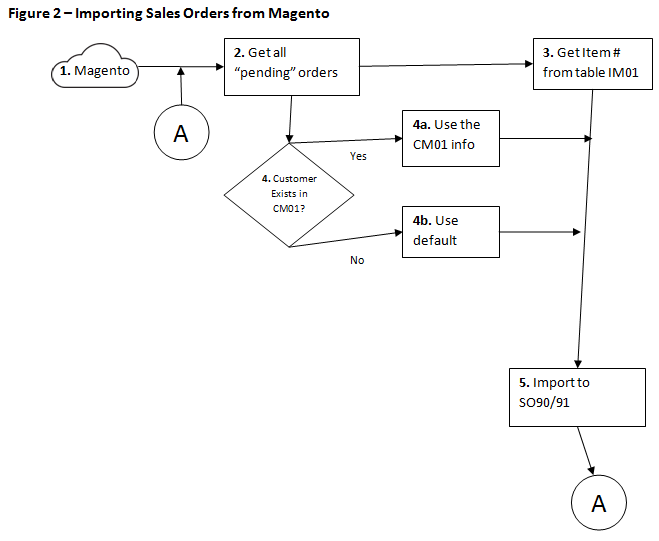 Figure 2 – Importing Sales Orders from Magento
1. Magento
2. Get all
"pending" orders
3. Get Item #
from table IM01
A
4a. Use the
CM01 info
Yes
4. Customer
Exists in
CM01?
4b. Use
default
No
5. Import to
SO90/91
A